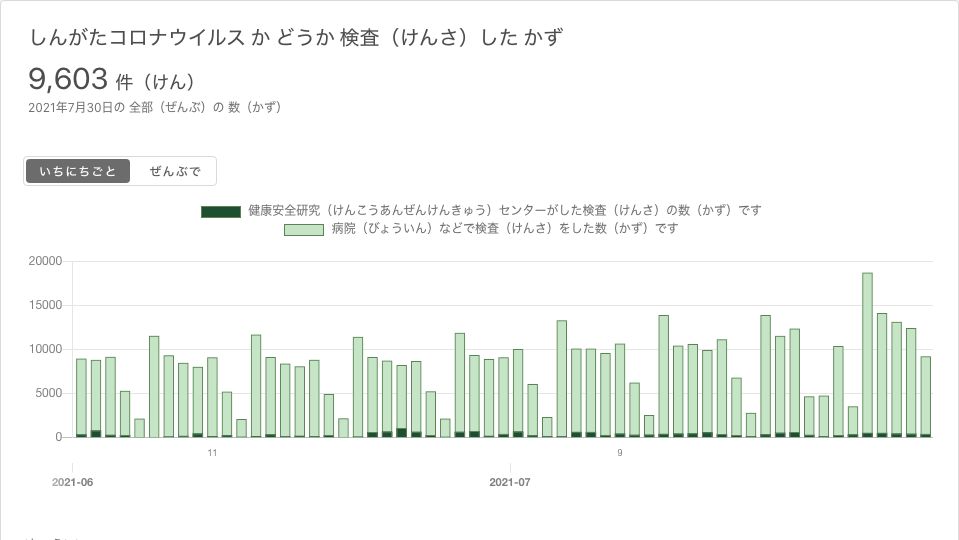 しんがたコロナウイルス か どうか 検査（けんさ）した かず
9,603 件（けん）
2021年7月30日の 全部（ぜんぶ）の 数（かず）
いちにちごと ぜんぶで
健康安全研究（けんこうあんぜんけんきゅう）センターがした検査（けんさ）の数（かず）です
病院（びょういん）などで検査（けんさ）をした数（かず）です
20000
15000
10000
5000
0
11 9
2021-06 2021-07